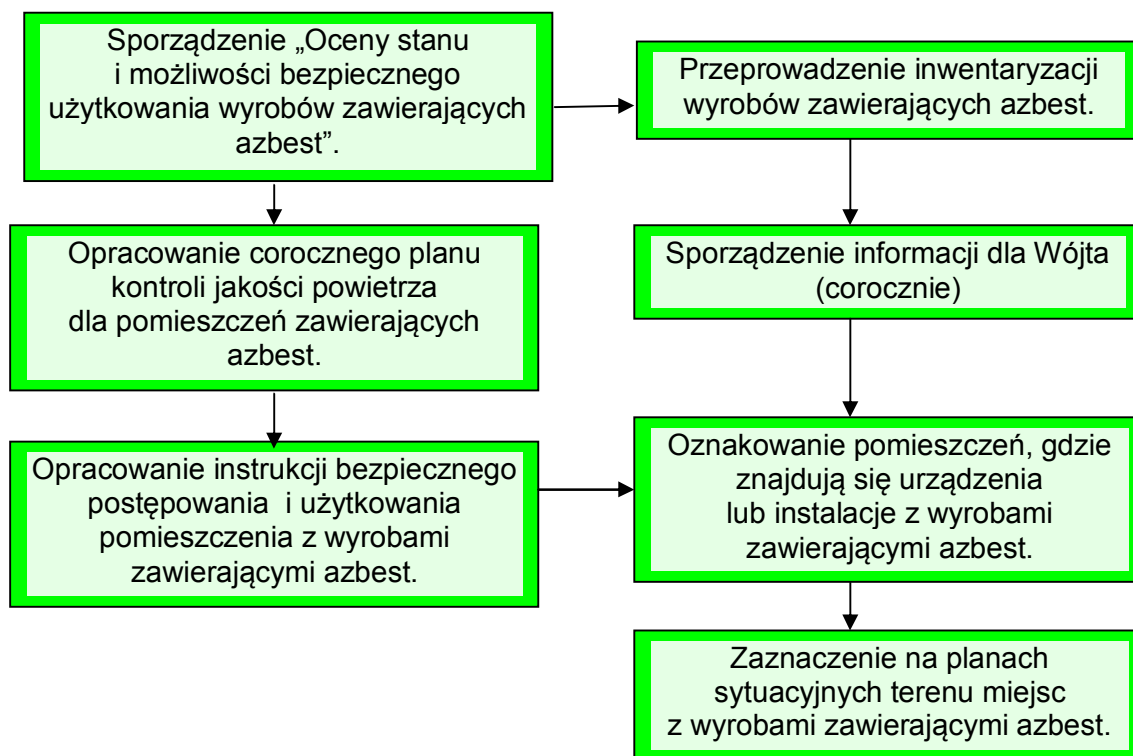 Sporządzenie „Oceny stanu
i możliwości bezpiecznego
użytkowania wyrobów zawierających
azbest”.
Przeprowadzenie inwentaryzacji
wyrobów zawierających azbest.
Opracowanie corocznego planu
kontroli jakości powietrza
dla pomieszczeń zawierających
azbest.
Sporządzenie informacji dla Wójta
(corocznie)
Opracowanie instrukcji bezpiecznego
postępowania i użytkowania
pomieszczenia z wyrobami
zawierającymi azbest.
Oznakowanie pomieszczeń, gdzie
znajdują się urządzenia
lub instalacje z wyrobami
zawierającymi azbest.
Zaznaczenie na planach
sytuacyjnych terenu miejsc
z wyrobami zawierającymi azbest.